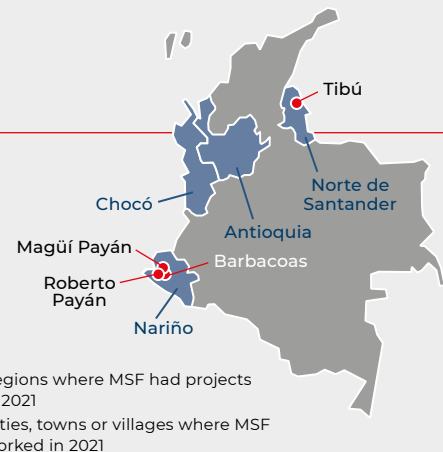 Tibú
Norte de
Santander
Chocó
Antioquia
Magüí Payán
Barbacoas
Roberto
Payán
Nariño
egions where MSF had projects
2021
ties, towns or villages where MSF
orked in 2021